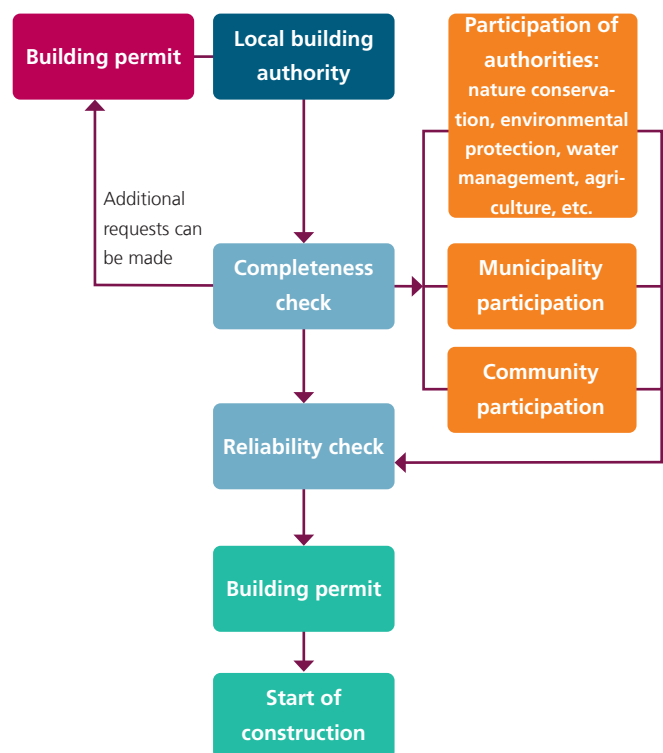 Building permit
Local building
authority
Participation of
authorities:
nature conserva-
tion, environmental
protection, water
management, agri-
culture, etc.
Additional
requests can
be made
Completeness
check
Municipality
participation
Community
participation
Reliability check
Building permit
Start of
construction